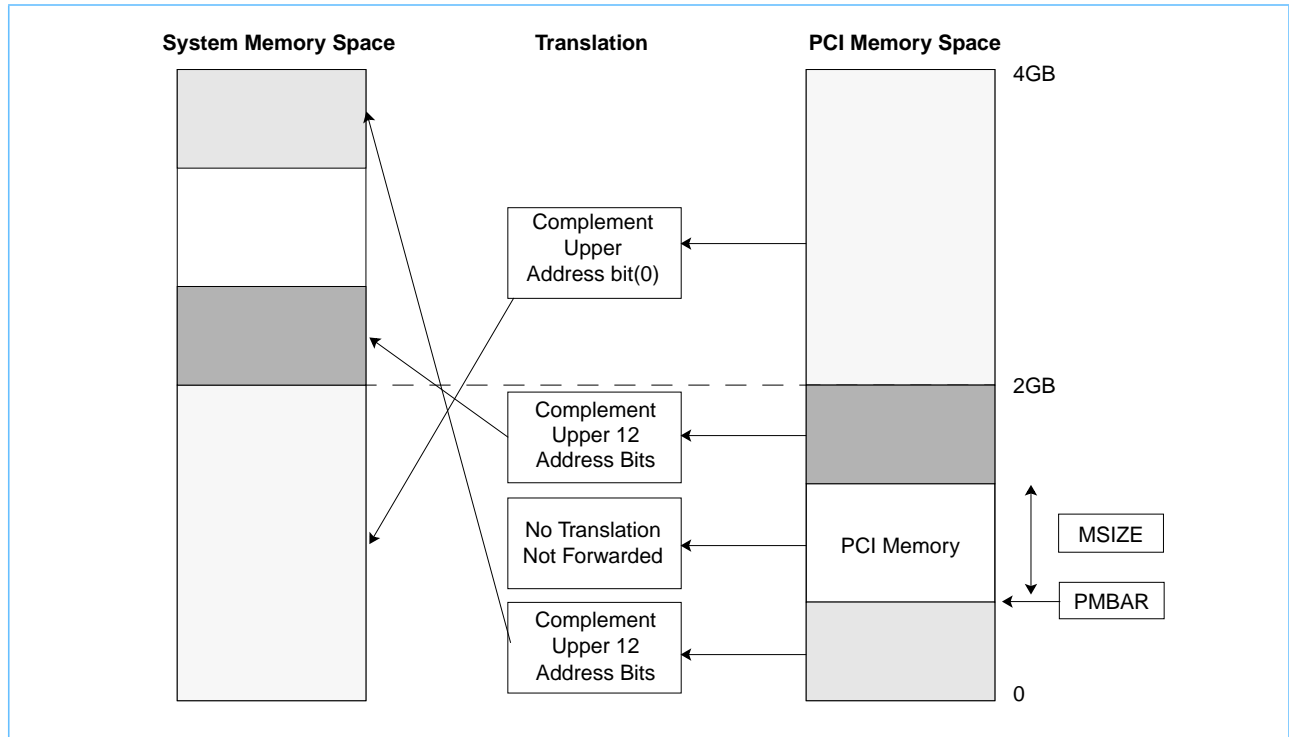 System Memory Space
Translation
PCI Memory Space
4GB
Complement
Upper
Address bit(0)
2GB
Complement
Upper 12
Address Bits
No Translation
Not Forwarded
PCI Memory
MSIZE
PMBAR
Complement
Upper 12
Address Bits
0